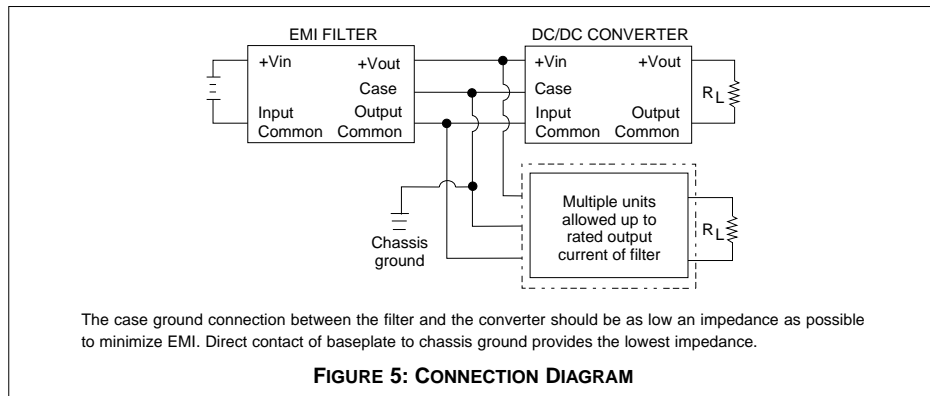 EMI FILTER
DC/DC CONVERTER
+Vin
+Vout
Case
Input
Common
Output
Common
+Vin
+Vout
Case
Input
Common
Output
Common
RL
Multiple units
allowed up to
rated output
current of filter
RL
Chassis
ground
The case ground connection between the filter and the converter should be as low an impedance as possible
to minimize EMI. Direct contact of baseplate to chassis ground provides the lowest impedance.
FIGURE 5: CONNECTION DIAGRAM